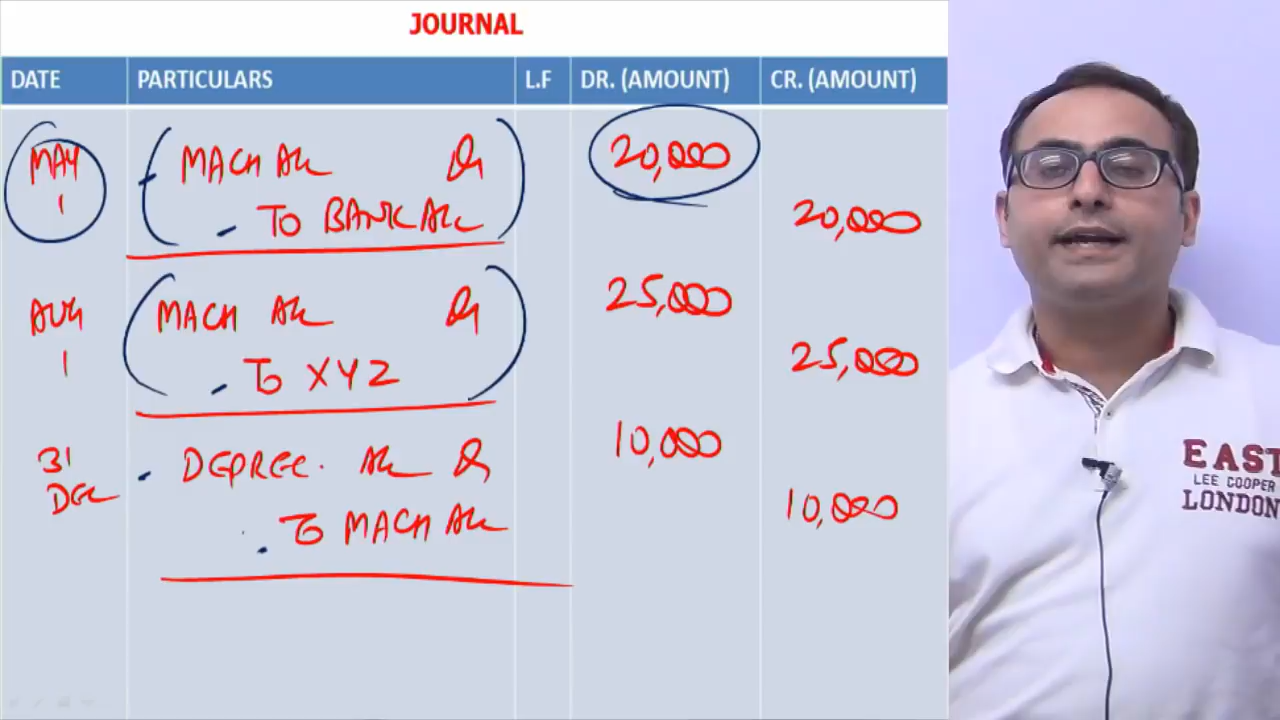 JOURNAL
DATE PARTICULARS L.F DR. (AMOUNT) CR. (AMOUNT)
MAY 1 MACH A/c Dr 20,000
TO BANK A/c 20,000
AUG 1 MACH A/c Dr 25,000
TO XYZ 25,000
31 DEC DEPREC. A/c Dr 10,000
TO MACH A/c 10,000
EAST
LEE COOPER
LONDON